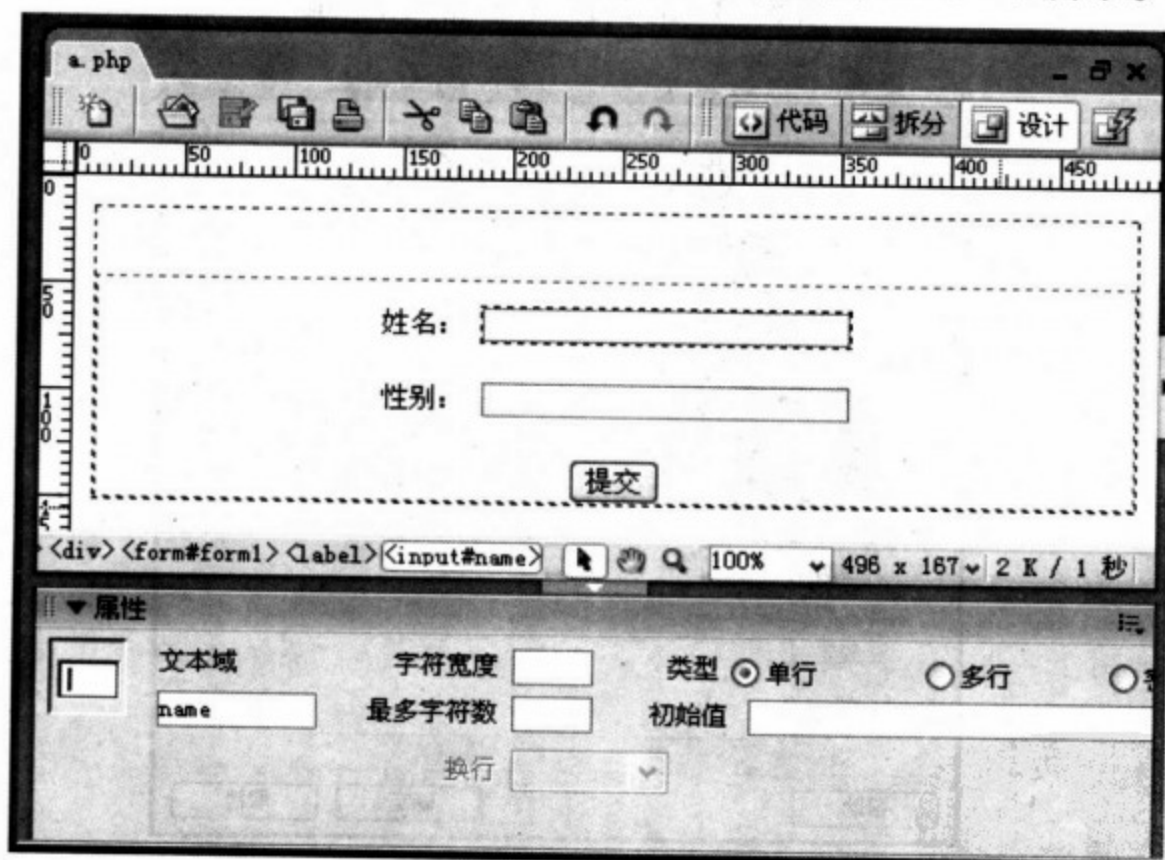 a.php
代码 拆分 设计
0 50 100 150 200 250 300 350 400 450
0
50
100
姓名：
性别：
提交
<div><form#form1><label><input#name> 100% 496 x 167 2 K / 1 秒
属性
文本域 字符宽度 类型 单行 多行
name 最多字符数 初始值
换行